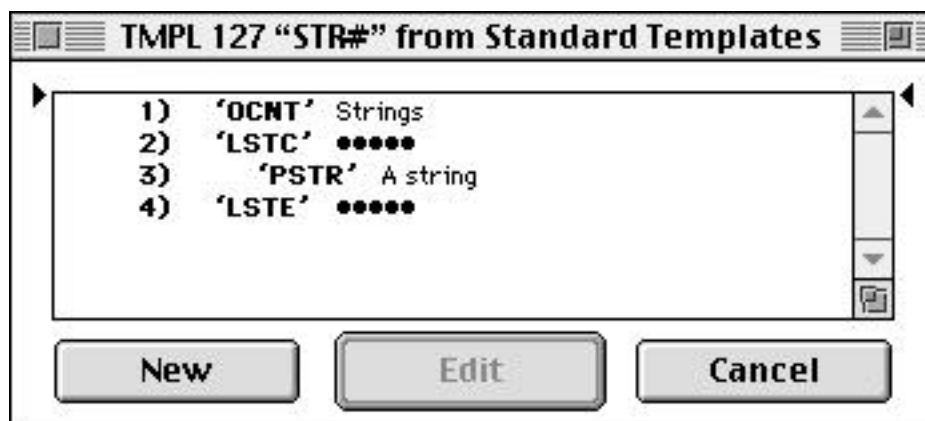 TMPL 127 “STR#” from Standard Templates
1) ‘OCNT’ Strings
2) ‘LSTC’ •••••
3) ‘PSTR’ A string
4) ‘LSTE’ •••••
New Edit Cancel